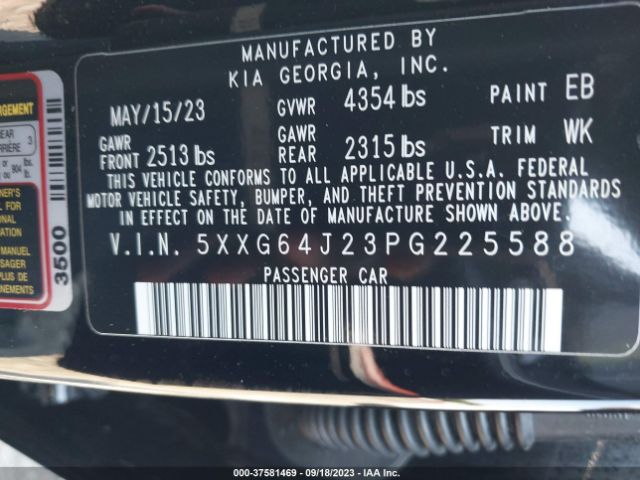 MANUFACTURED BY
KIA GEORGIA, INC.
MAY/15/23 GVWR 4354 lbs PAINT EB
GAWR FRONT 2513 lbs GAWR REAR 2315 lbs TRIM WK
THIS VEHICLE CONFORMS TO ALL APPLICABLE U.S.A. FEDERAL
MOTOR VEHICLE SAFETY, BUMPER, AND THEFT PREVENTION STANDARDS
IN EFFECT ON THE DATE OF MANUFACTURE SHOWN ABOVE.
V.I.N. 5XXG64J23PG225588
PASSENGER CAR
3500
000-37581469 - 09/18/2023 - IAA Inc.